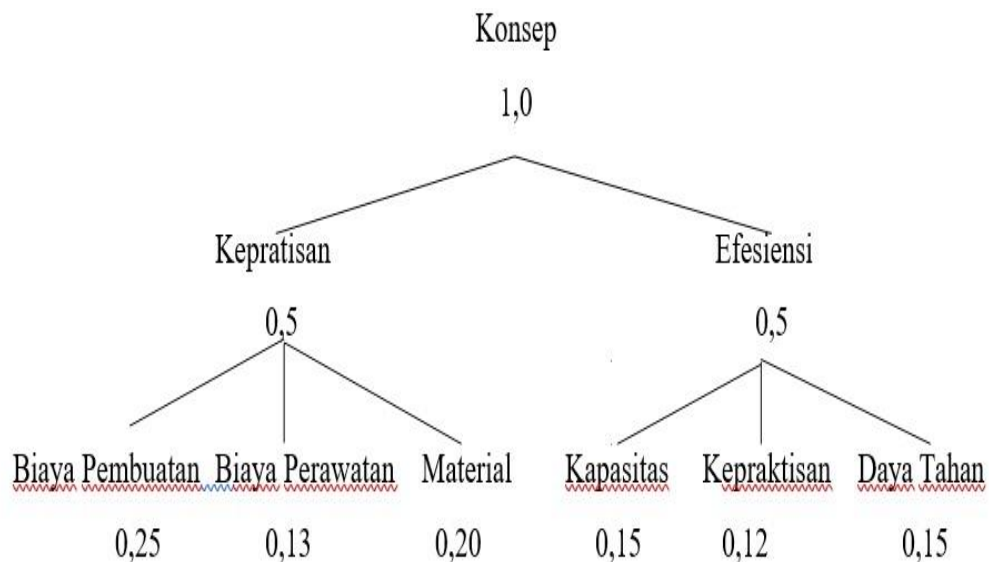 Konsep
1,0
Kepratisan Efesiensi
0,5 0,5
Biaya Pembuatan Biaya Perawatan Material Kapasitas Kepraktisan Daya Tahan
0,25 0,13 0,20 0,15 0,12 0,15